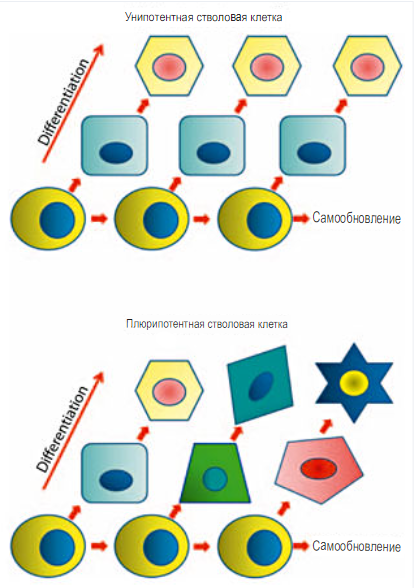 Унипотентная стволовая клетка
Differentiation
Самообновление
Плюрипотентная стволовая клетка
Differentiation
Самообновление